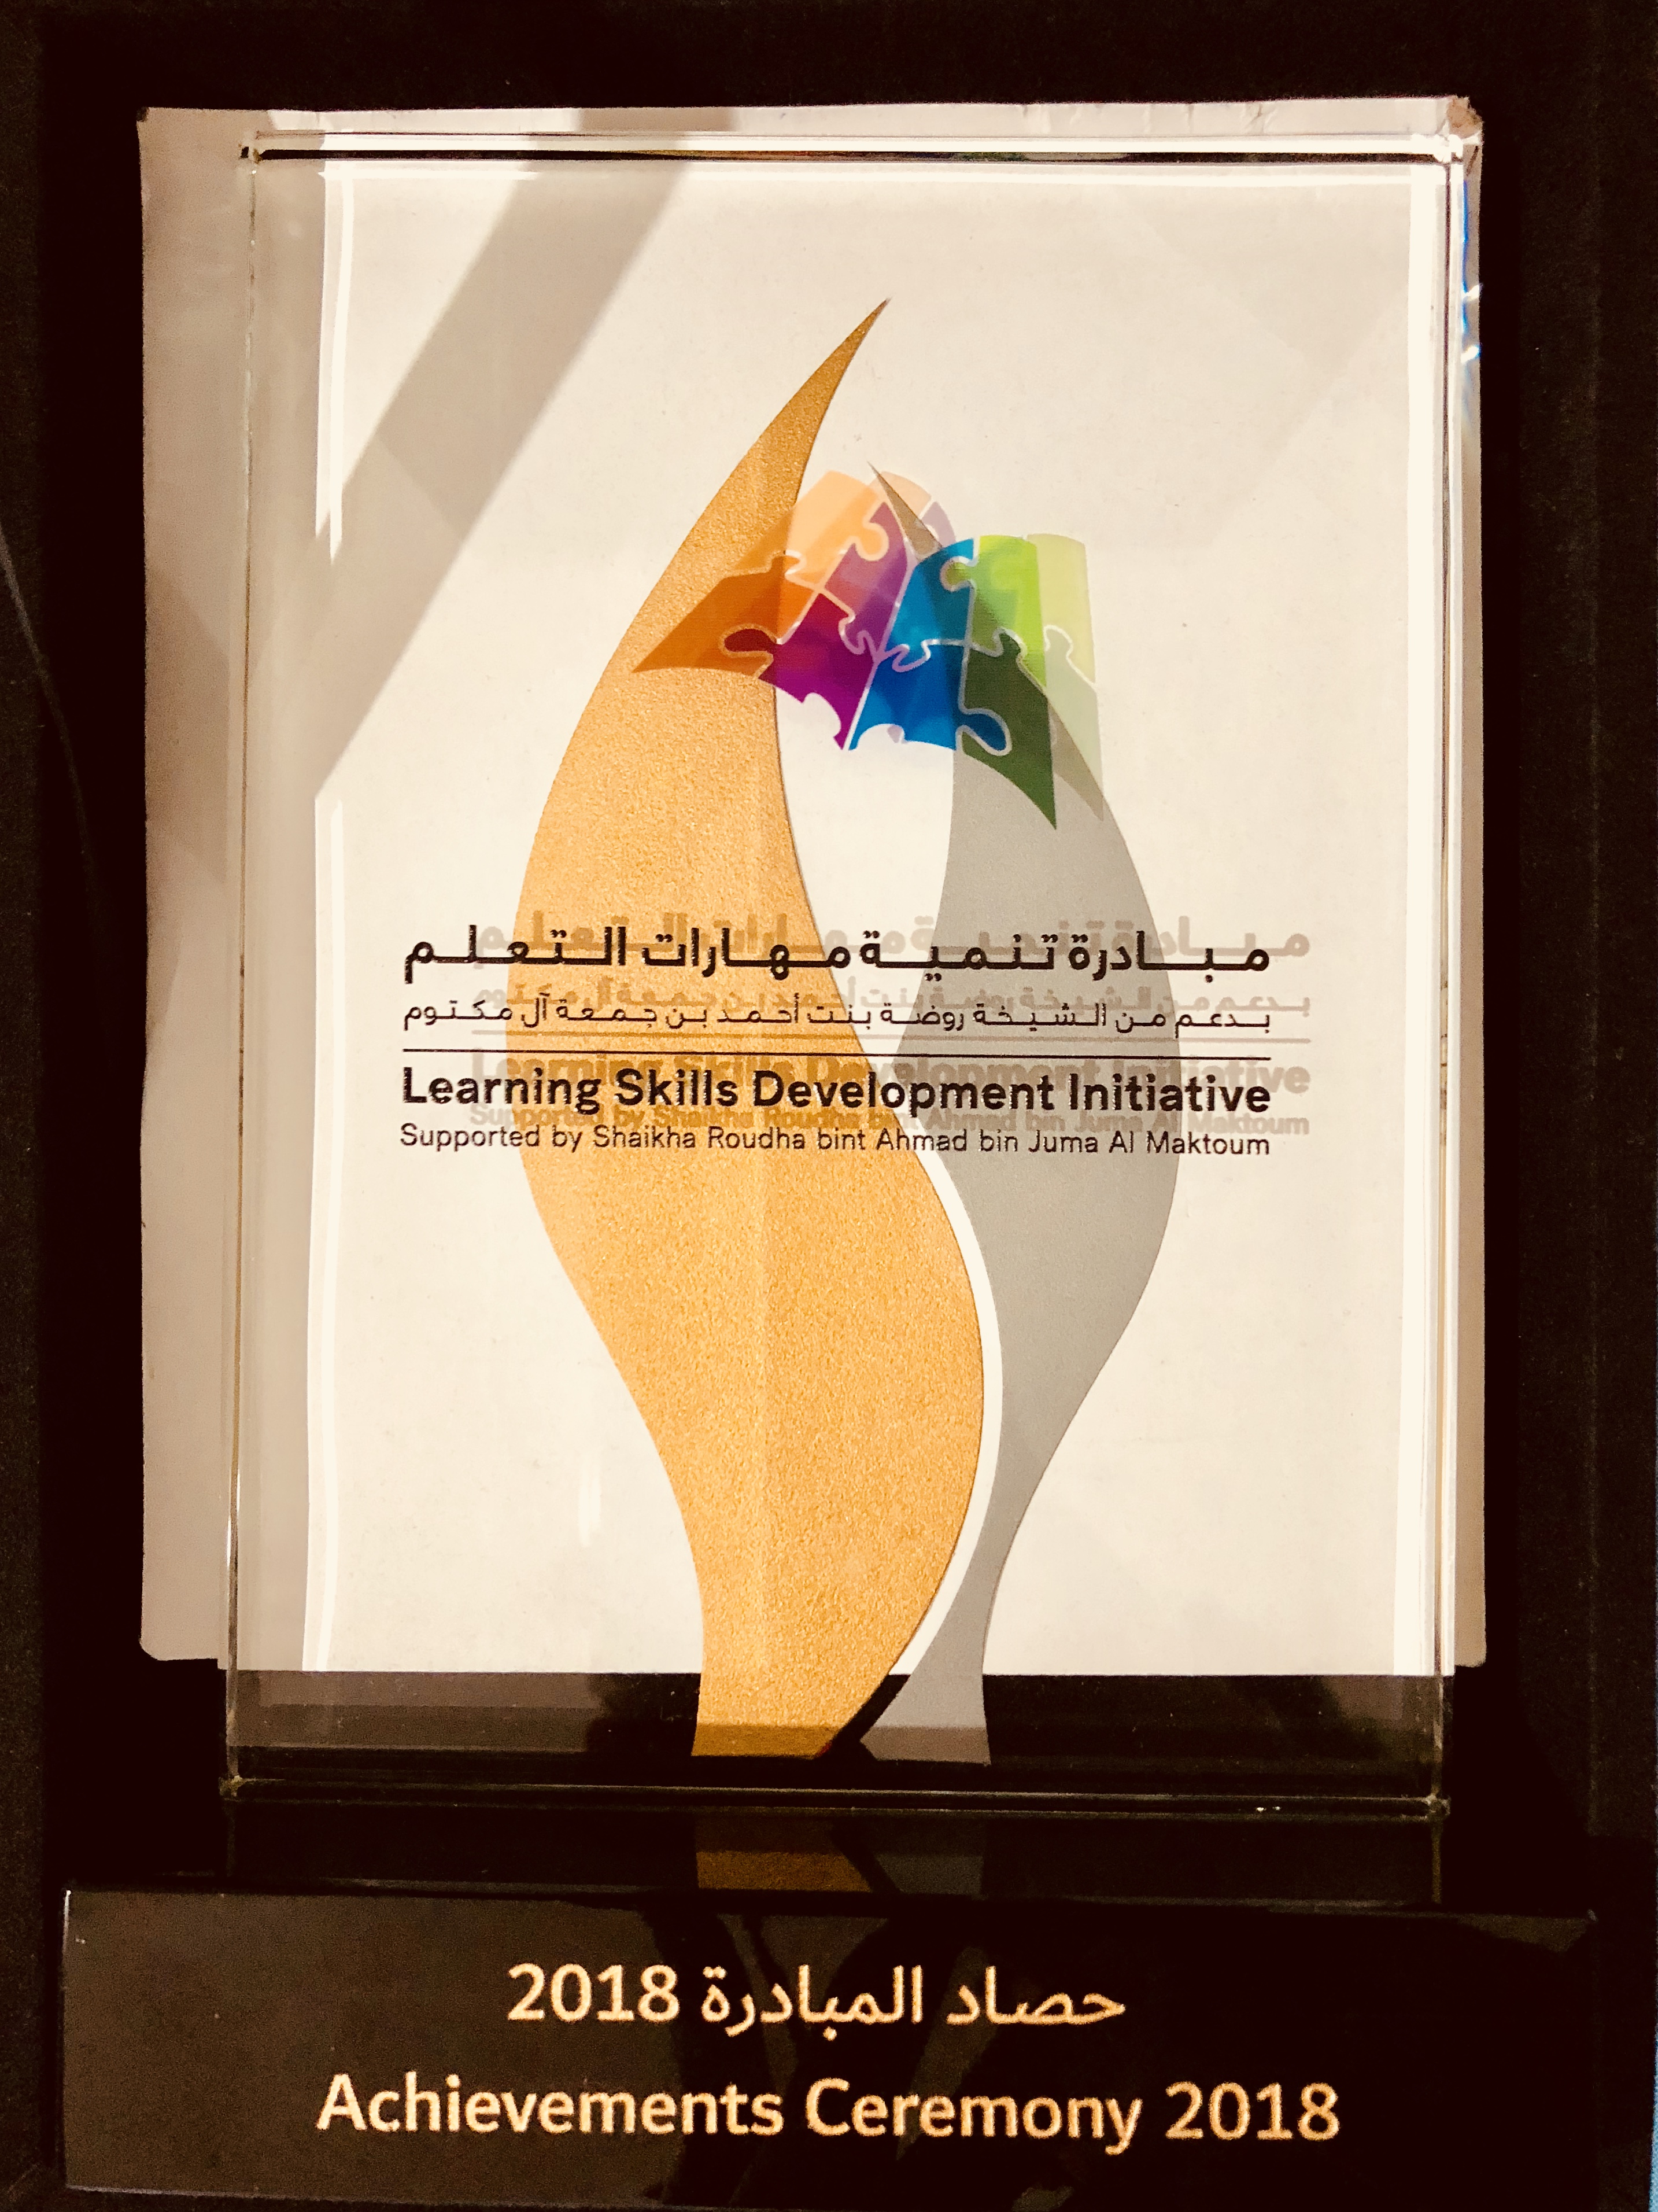 مبادرة تنمية مهارات التعلم
بدعم من الشيخة روضة بنت أحمد بن جمعة آل مكتوم
Learning Skills Development Initiative
Supported by Shaikha Roudha bint Ahmad bin Juma Al Maktoum
حصاد المبادرة 2018
Achievements Ceremony 2018